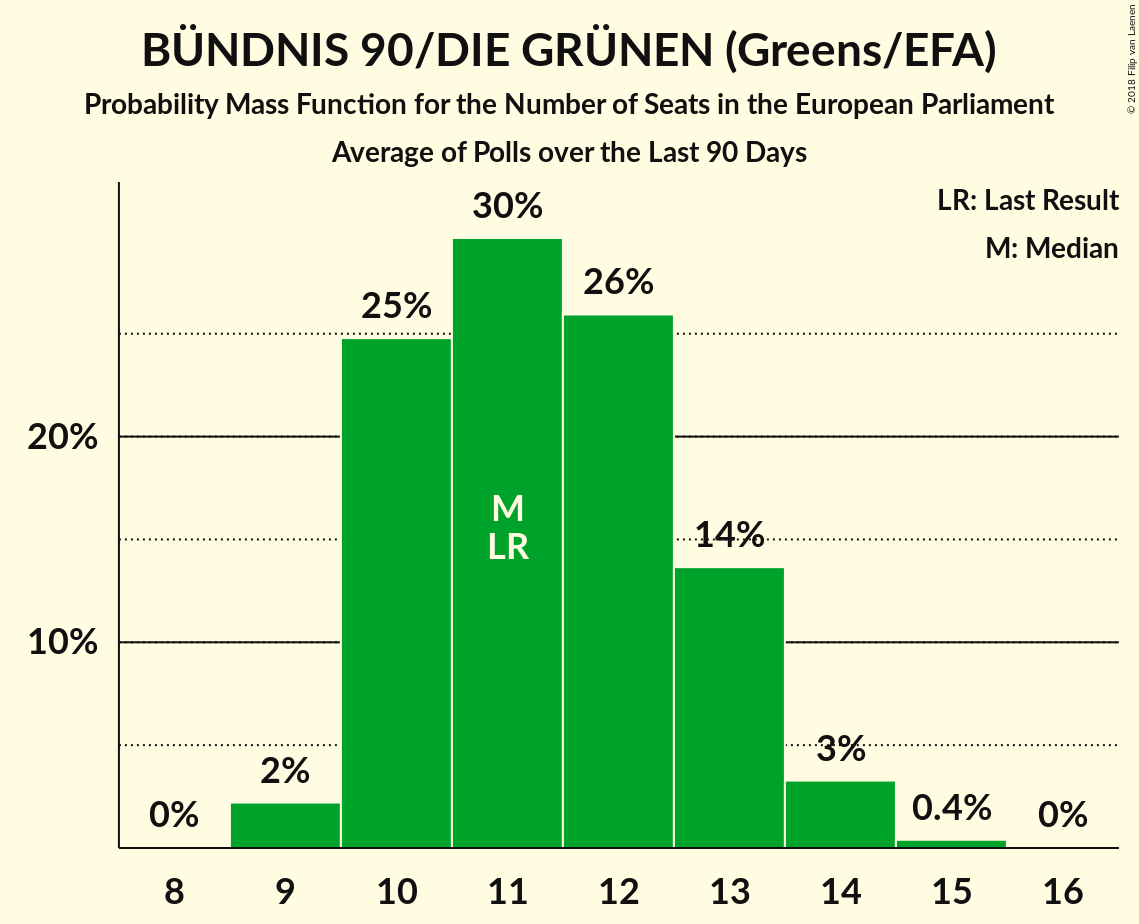 BÜNDNIS 90/DIE GRÜNEN (Greens/EFA)
Probability Mass Function for the Number of Seats in the European Parliament
Average of Polls over the Last 90 Days
© 2018 Filip van Laenen
LR: Last Result
M: Median
30%
26%
25%
20%
M
LR
14%
10%
3%
2%
0.4%
0%
0%
8 9 10 11 12 13 14 15 16